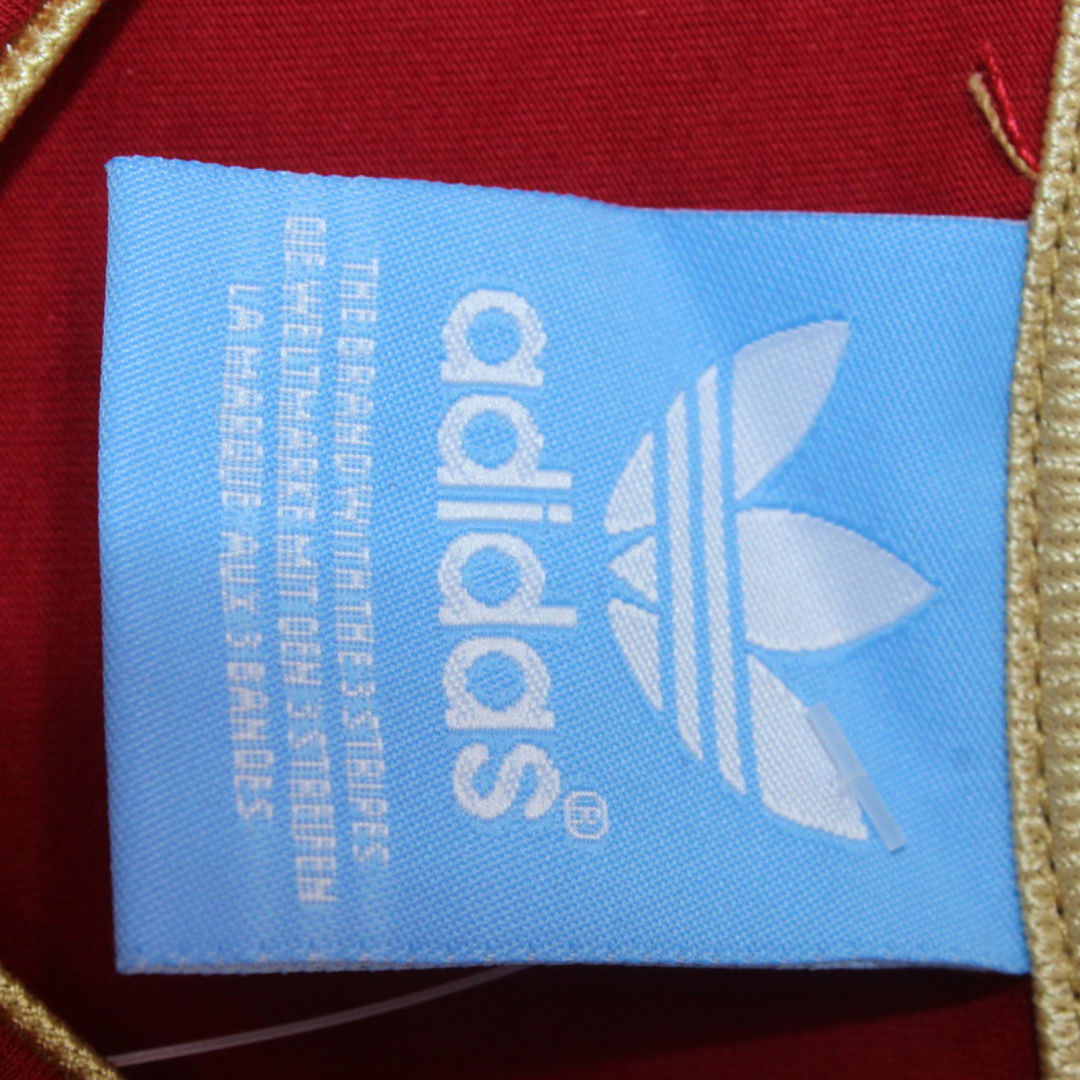 adidas®
THE BRAND WITH THE 3 STRIPES
DIE WELTMARKE MIT DEN 3 STREIFEN
LA MARQUE AUX 3 BANDES